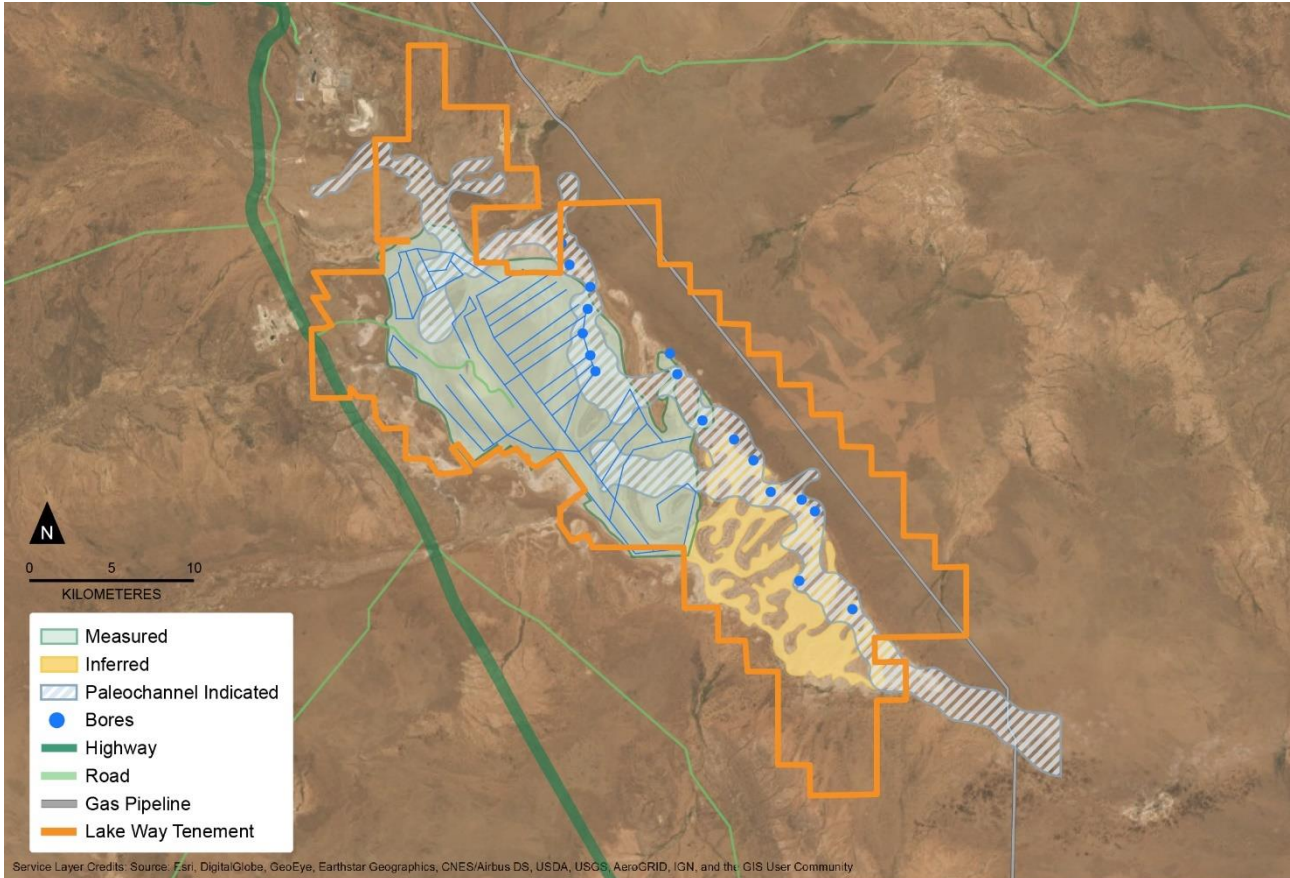 N
0 5 10
KILOMETERES
Measured
Inferred
Paleochannel Indicated
Bores
Highway
Road
Gas Pipeline
Lake Way Tenement
Service Layer Credits: Source: Esri, DigitalGlobe, GeoEye, Earthstar Geographics, CNES/Airbus DS, USDA, USGS, AeroGRID, IGN, and the GIS User Community